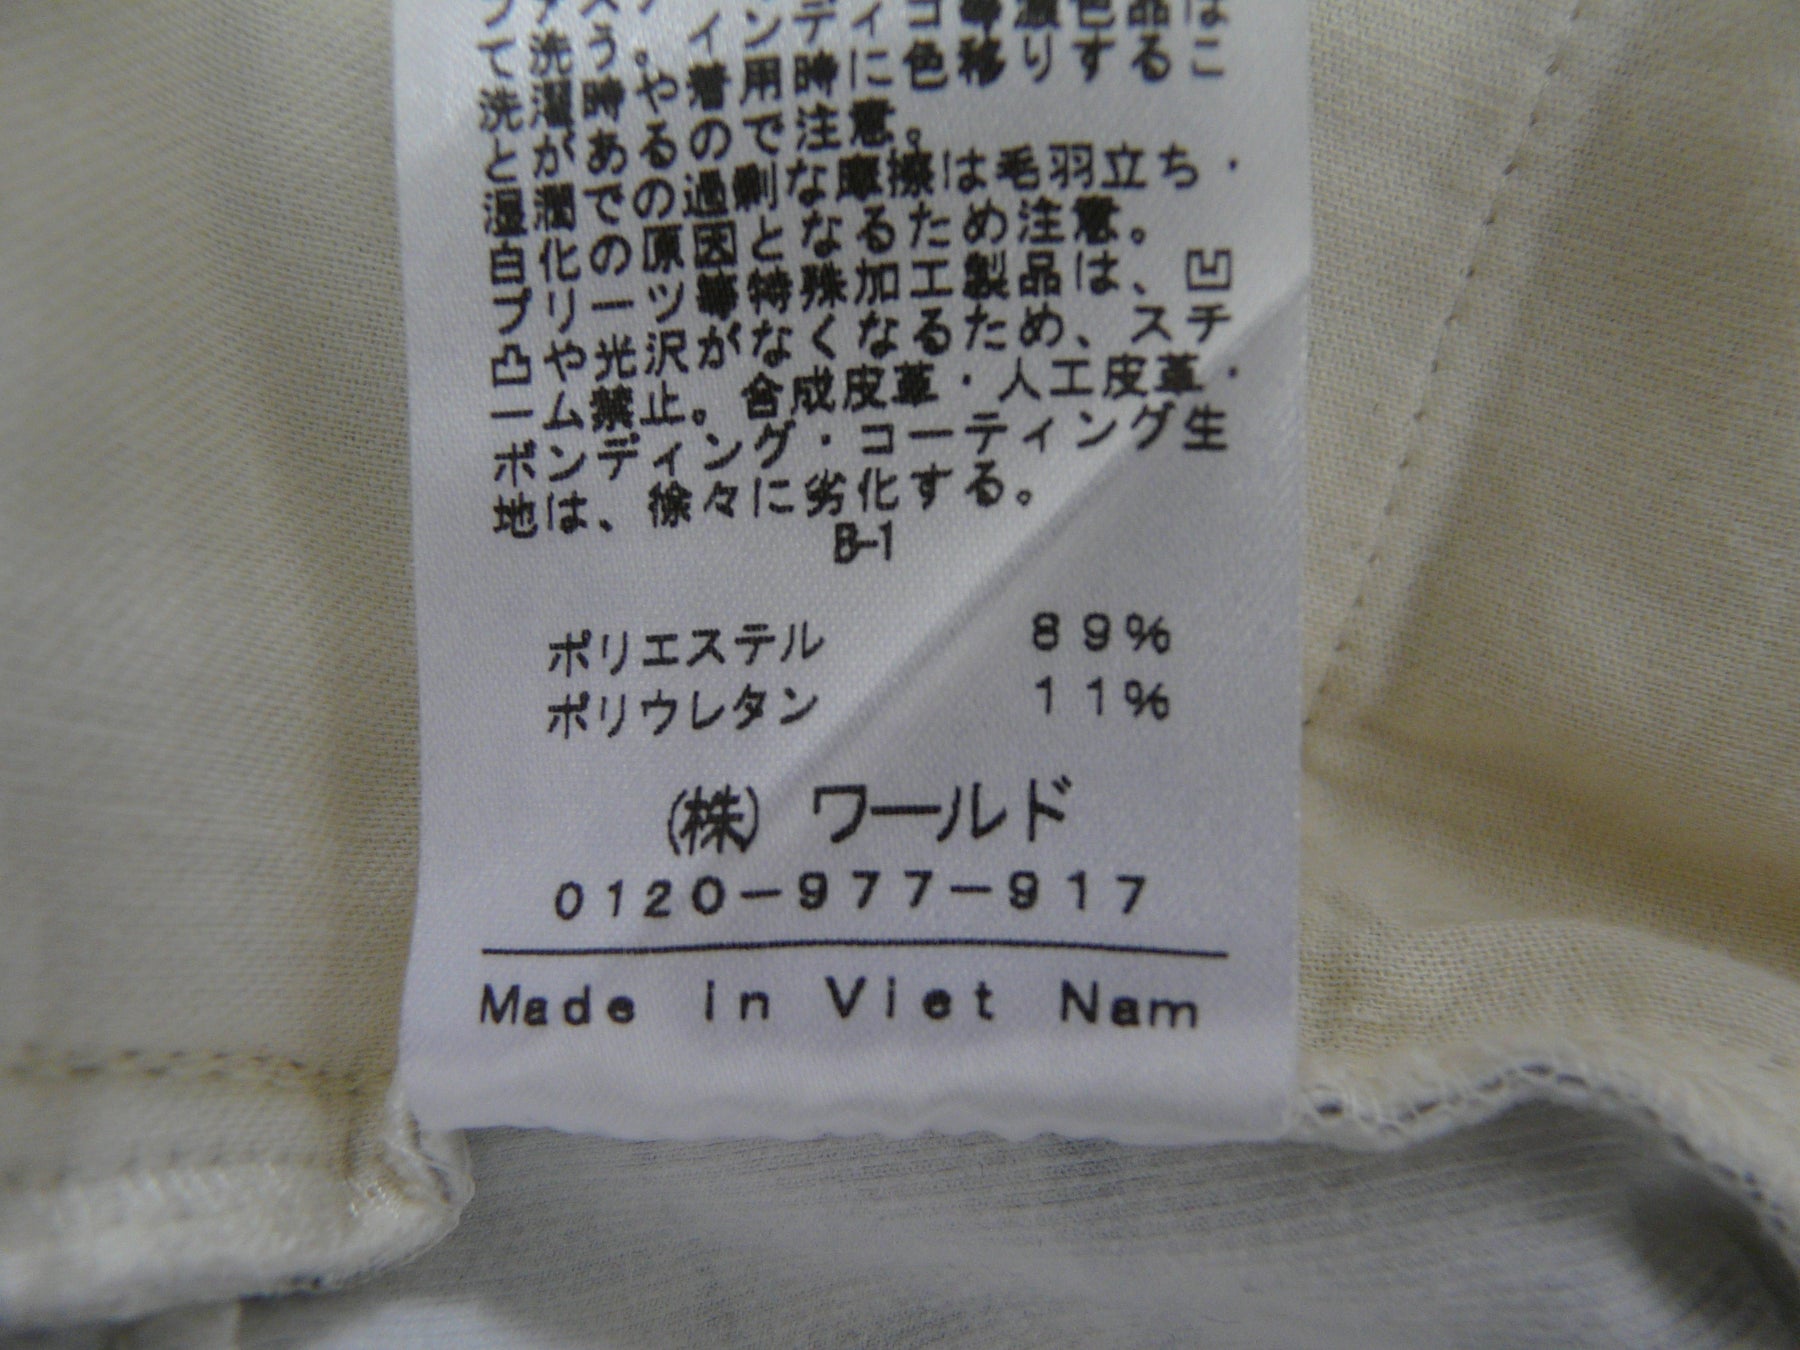 て洗う。インディゴ等濃色品は
洗濯時や着用時に色移りするこ
とがあるので注意。
湿潤での過剰な摩擦は毛羽立ち・
白化の原因となるため注意。
プリーツ等特殊加工製品は、凹
凸や光沢がなくなるため、スチ
ーム禁止。合成皮革・人工皮革・
ボンディング・コーティング生
地は、徐々に劣化する。
B-1
ポリエステル 89%
ポリウレタン 11%
(株) ワールド
0120-977-917
Made in Viet Nam